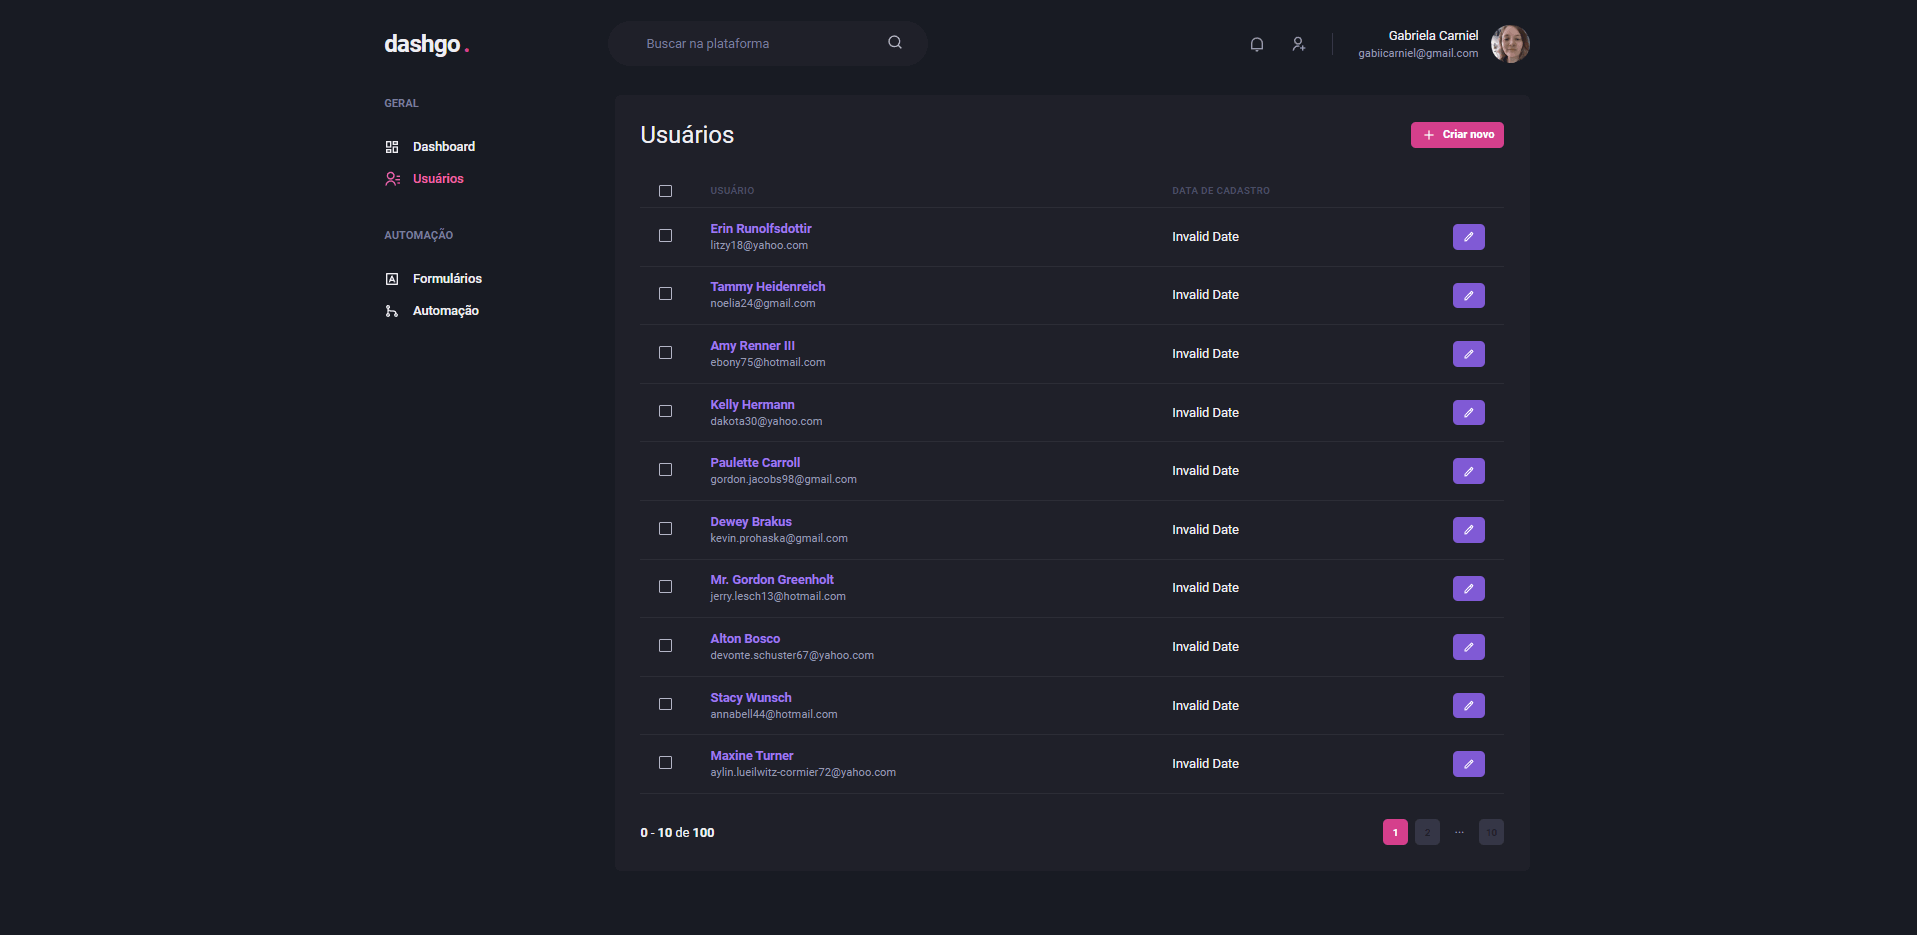 dashgo.
Buscar na plataforma
Gabriela Carniel
gabiicarniel@gmail.com
GERAL
Dashboard
Usuários
AUTOMAÇÃO
Formulários
Automação
Usuários
Criar novo
USUÁRIO DATA DE CADASTRO
Erin Runolfsdottir
litzy18@yahoo.com
Invalid Date
Tammy Heidenreich
noelia24@gmail.com
Invalid Date
Amy Renner III
ebony75@hotmail.com
Invalid Date
Kelly Hermann
dakota30@yahoo.com
Invalid Date
Paulette Carroll
gordon.jacobs98@gmail.com
Invalid Date
Dewey Brakus
kevin.prohaska@gmail.com
Invalid Date
Mr. Gordon Greenholt
jerry.lesch13@hotmail.com
Invalid Date
Alton Bosco
devonte.schuster67@yahoo.com
Invalid Date
Stacy Wunsch
annabell44@hotmail.com
Invalid Date
Maxine Turner
aylin.lueilwitz-cormier72@yahoo.com
Invalid Date
0 - 10 de 100
1 2 ... 10